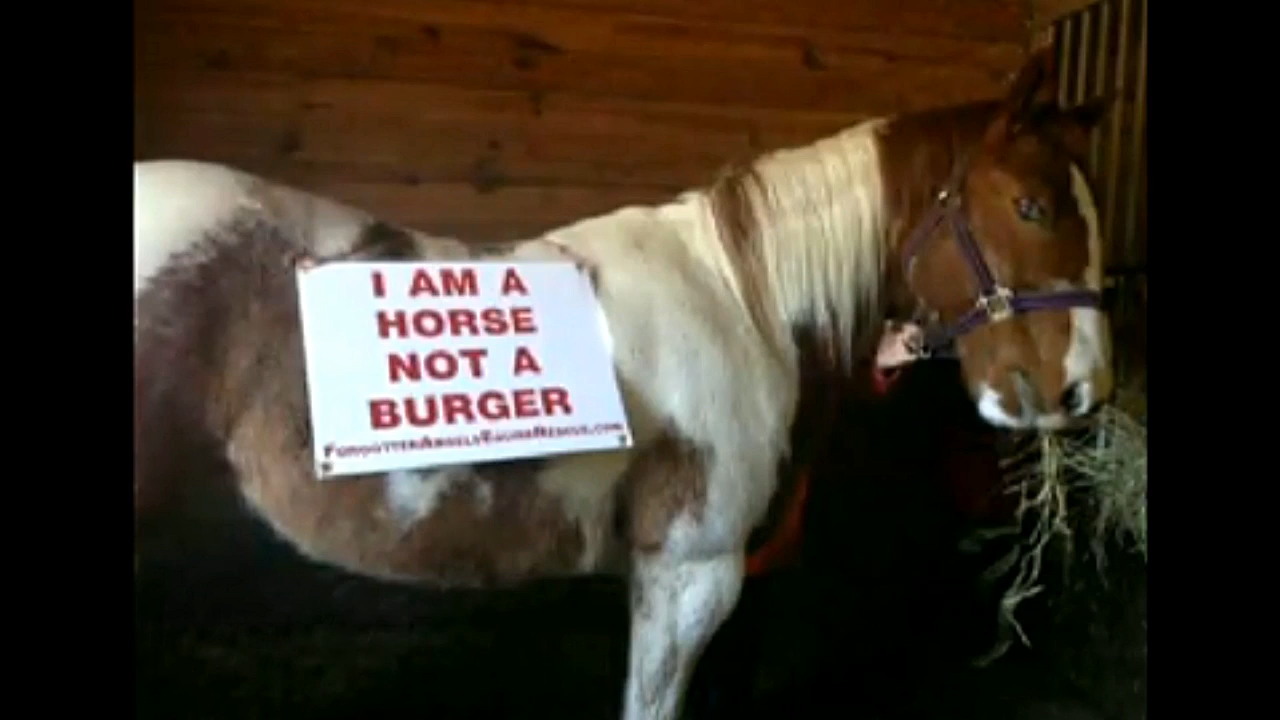 I AM A
HORSE
NOT A
BURGER
FORGOTTENANGELSEQUINERESCUE.COM